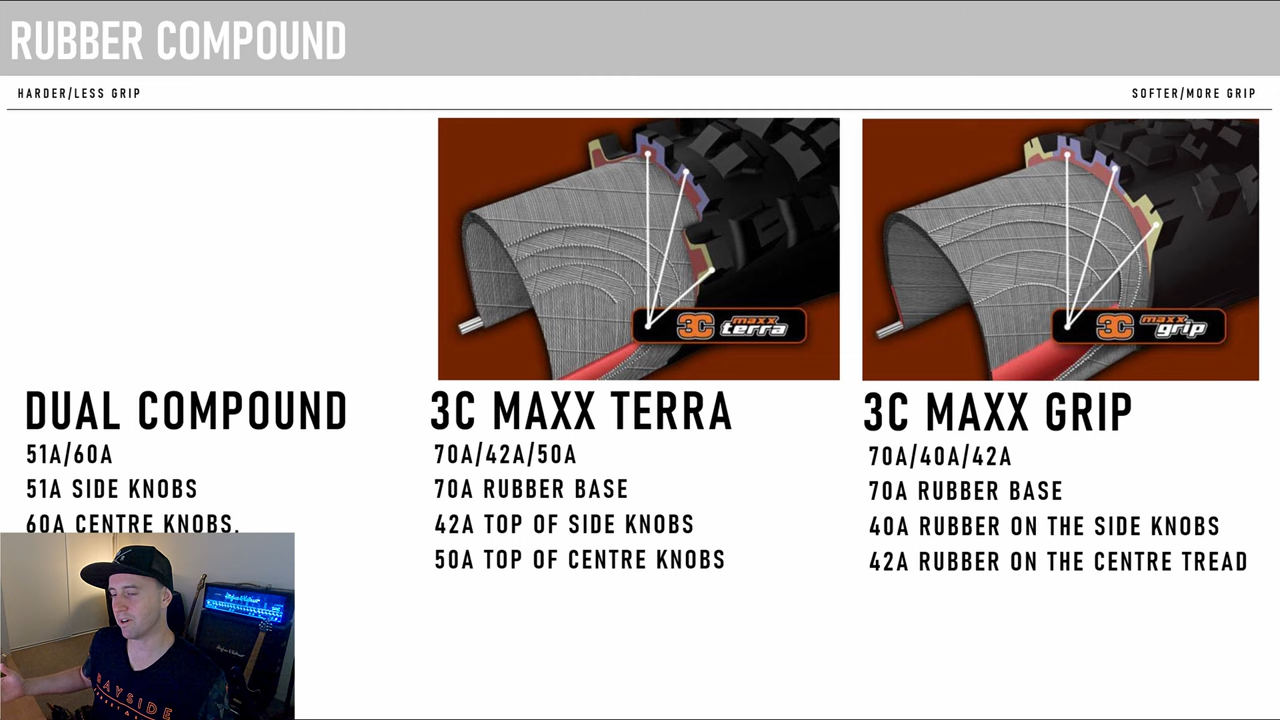 RUBBER COMPOUND
HARDER/LESS GRIP
SOFTER/MORE GRIP
3C maxx terra
3C maxx grip
DUAL COMPOUND
51A/60A
51A SIDE KNOBS
60A CENTRE KNOBS.
3C MAXX TERRA
70A/42A/50A
70A RUBBER BASE
42A TOP OF SIDE KNOBS
50A TOP OF CENTRE KNOBS
3C MAXX GRIP
70A/40A/42A
70A RUBBER BASE
40A RUBBER ON THE SIDE KNOBS
42A RUBBER ON THE CENTRE TREAD
BAYSIDE